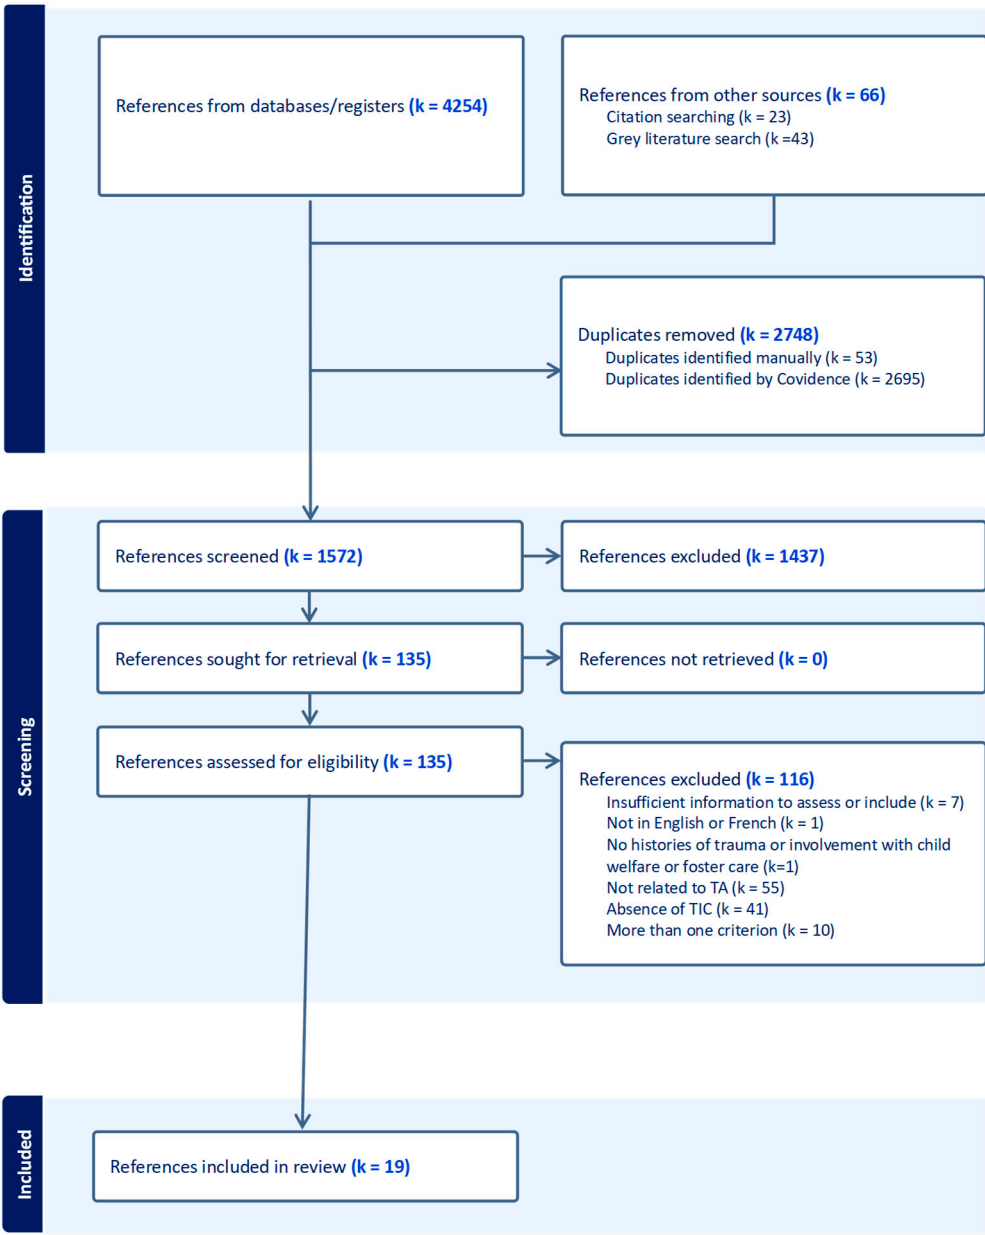 Identification
References from databases/registers (k = 4254)
References from other sources (k = 66)
Citation searching (k = 23)
Grey literature search (k =43)
Duplicates removed (k = 2748)
Duplicates identified manually (k = 53)
Duplicates identified by Covidence (k = 2695)
Screening
References screened (k = 1572)
References excluded (k = 1437)
References sought for retrieval (k = 135)
References not retrieved (k = 0)
References assessed for eligibility (k = 135)
References excluded (k = 116)
Insufficient information to assess or include (k = 7)
Not in English or French (k = 1)
No histories of trauma or involvement with child
welfare or foster care (k=1)
Not related to TA (k = 55)
Absence of TIC (k = 41)
More than one criterion (k = 10)
Included
References included in review (k = 19)